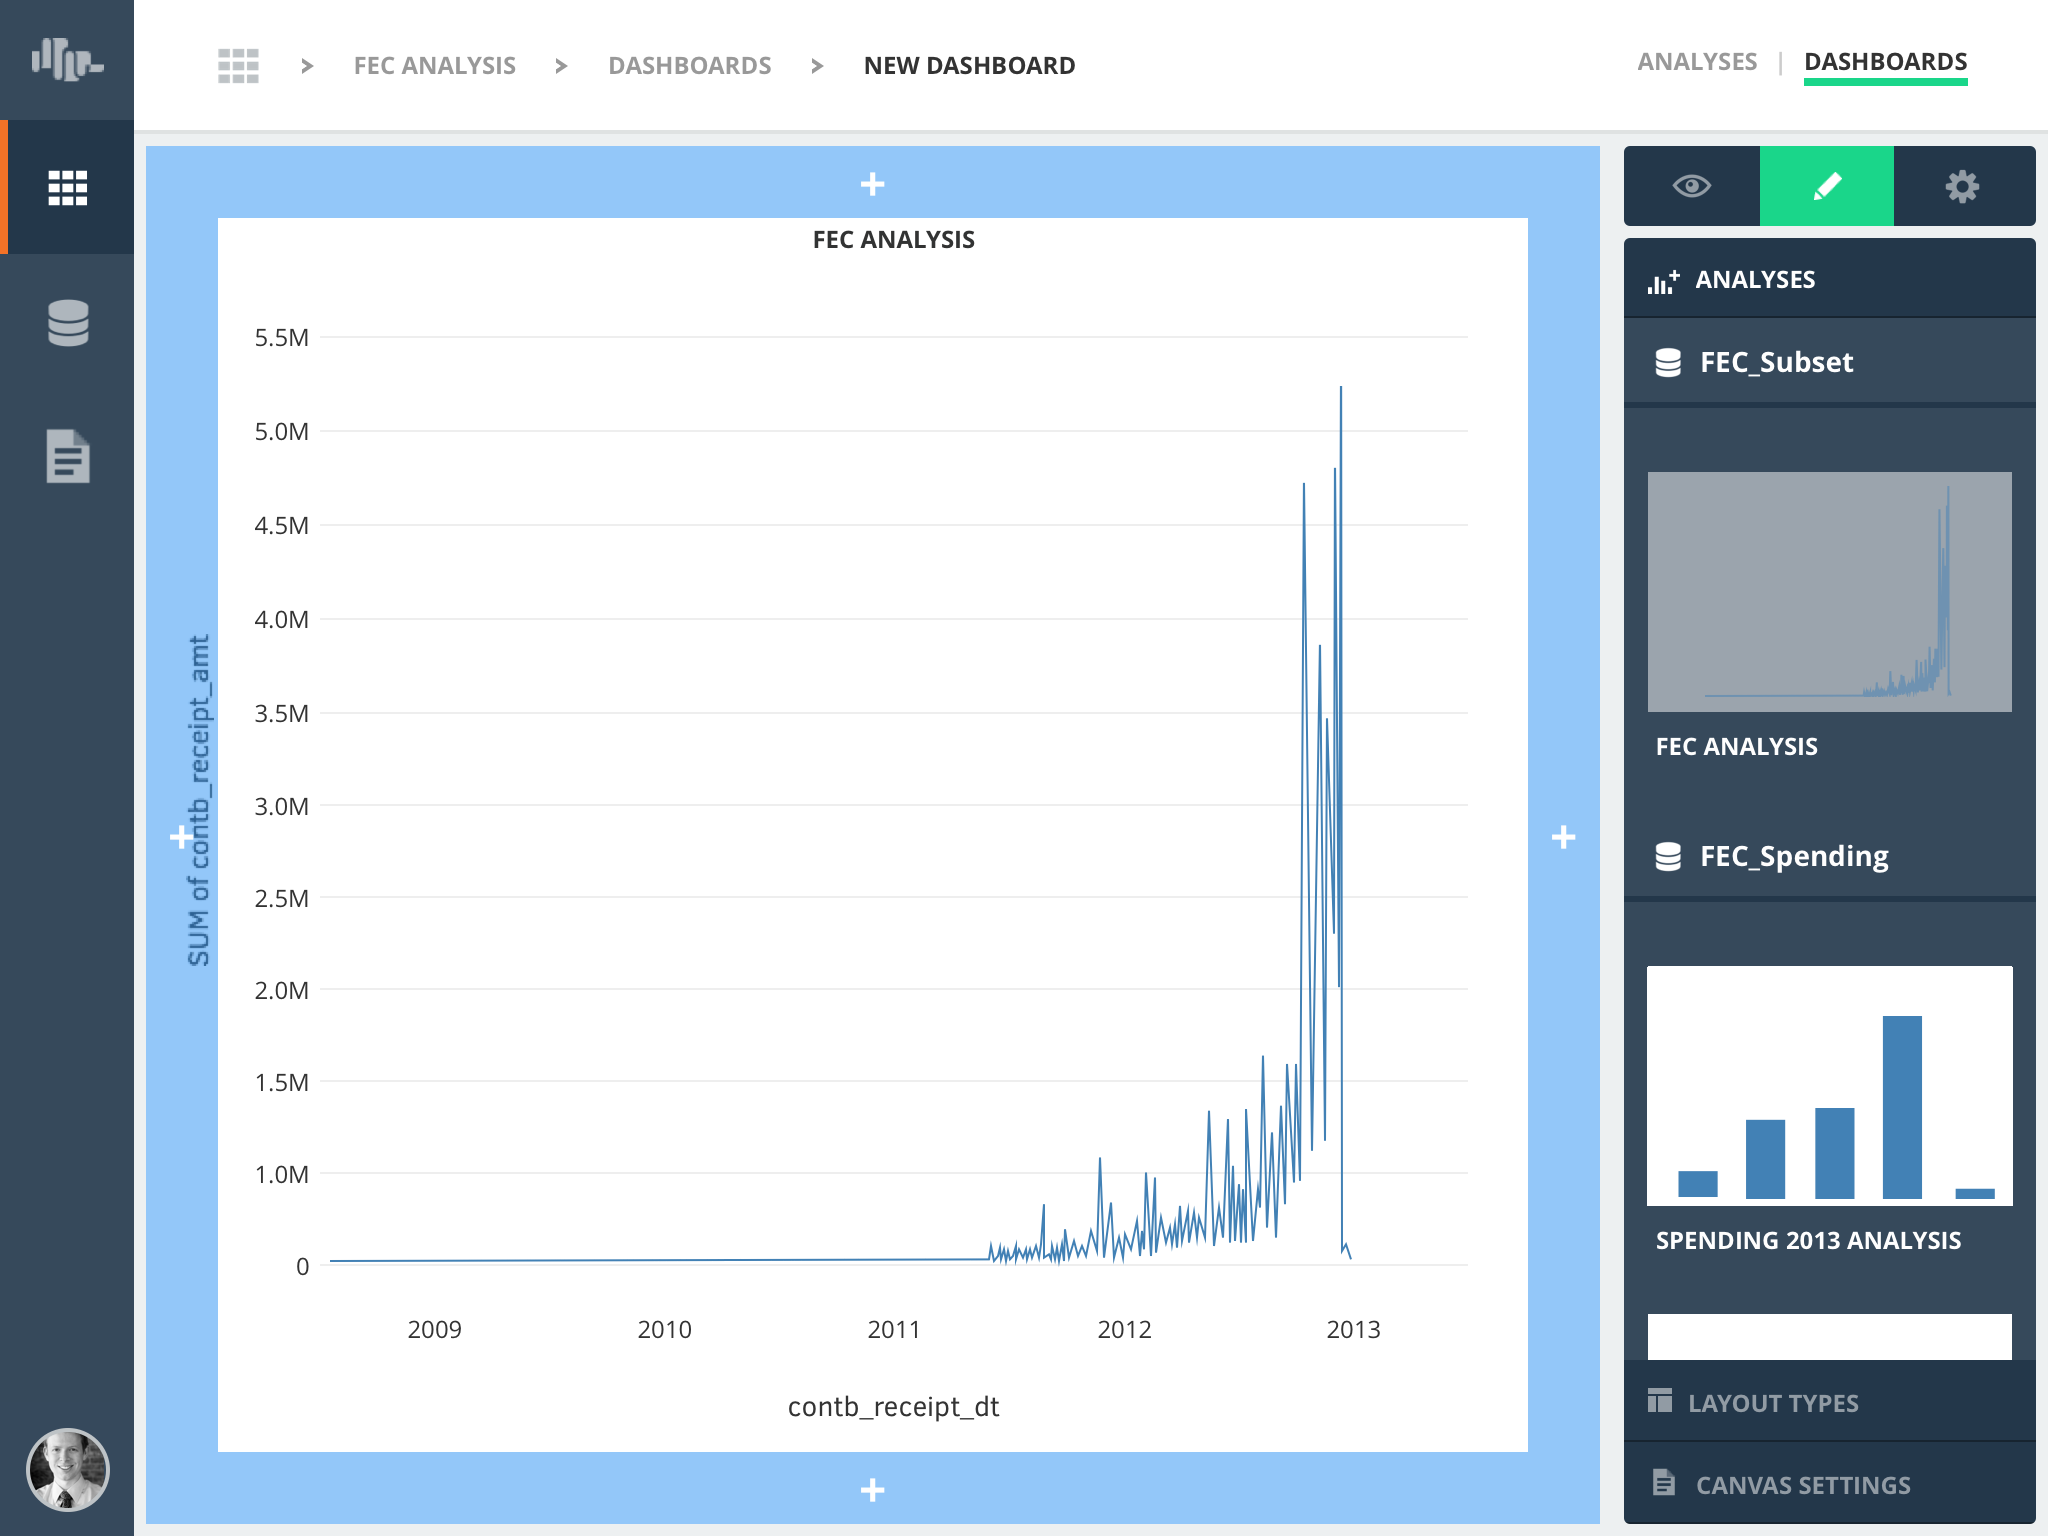 FEC ANALYSIS > DASHBOARDS > NEW DASHBOARD
ANALYSES | DASHBOARDS
FEC ANALYSIS
5.5M
5.0M
4.5M
4.0M
3.5M
3.0M
2.5M
2.0M
1.5M
1.0M
0
SUM of contb_receipt_amt
2009 2010 2011 2012 2013
contb_receipt_dt
ANALYSES
FEC_Subset
FEC ANALYSIS
FEC_Spending
SPENDING 2013 ANALYSIS
LAYOUT TYPES
CANVAS SETTINGS